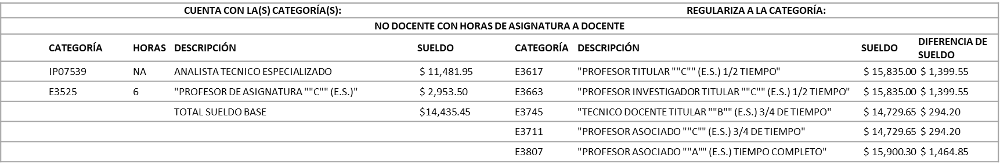 CUENTA CON LA(S) CATEGORÍA(S): REGULARIZA A LA CATEGORÍA:
NO DOCENTE CON HORAS DE ASIGNATURA A DOCENTE
CATEGORÍA HORAS DESCRIPCIÓN SUELDO CATEGORÍA DESCRIPCIÓN SUELDO DIFERENCIA DE
SUELDO
IP07539 NA ANALISTA TECNICO ESPECIALIZADO $ 11,481.95 E3617 "PROFESOR TITULAR ""C"" (E.S.) 1/2 TIEMPO" $ 15,835.00 $ 1,399.55
E3525 6 "PROFESOR DE ASIGNATURA ""C"" (E.S.)" $ 2,953.50 E3663 "PROFESOR INVESTIGADOR TITULAR ""C"" (E.S.) 1/2 TIEMPO" $ 15,835.00 $ 1,399.55
TOTAL SUELDO BASE $14,435.45 E3745 "TECNICO DOCENTE TITULAR ""B"" (E.S.) 3/4 DE TIEMPO" $ 14,729.65 $ 294.20
E3711 "PROFESOR ASOCIADO ""C"" (E.S.) 3/4 DE TIEMPO" $ 14,729.65 $ 294.20
E3807 "PROFESOR ASOCIADO ""A"" (E.S.) TIEMPO COMPLETO" $ 15,900.30 $ 1,464.85